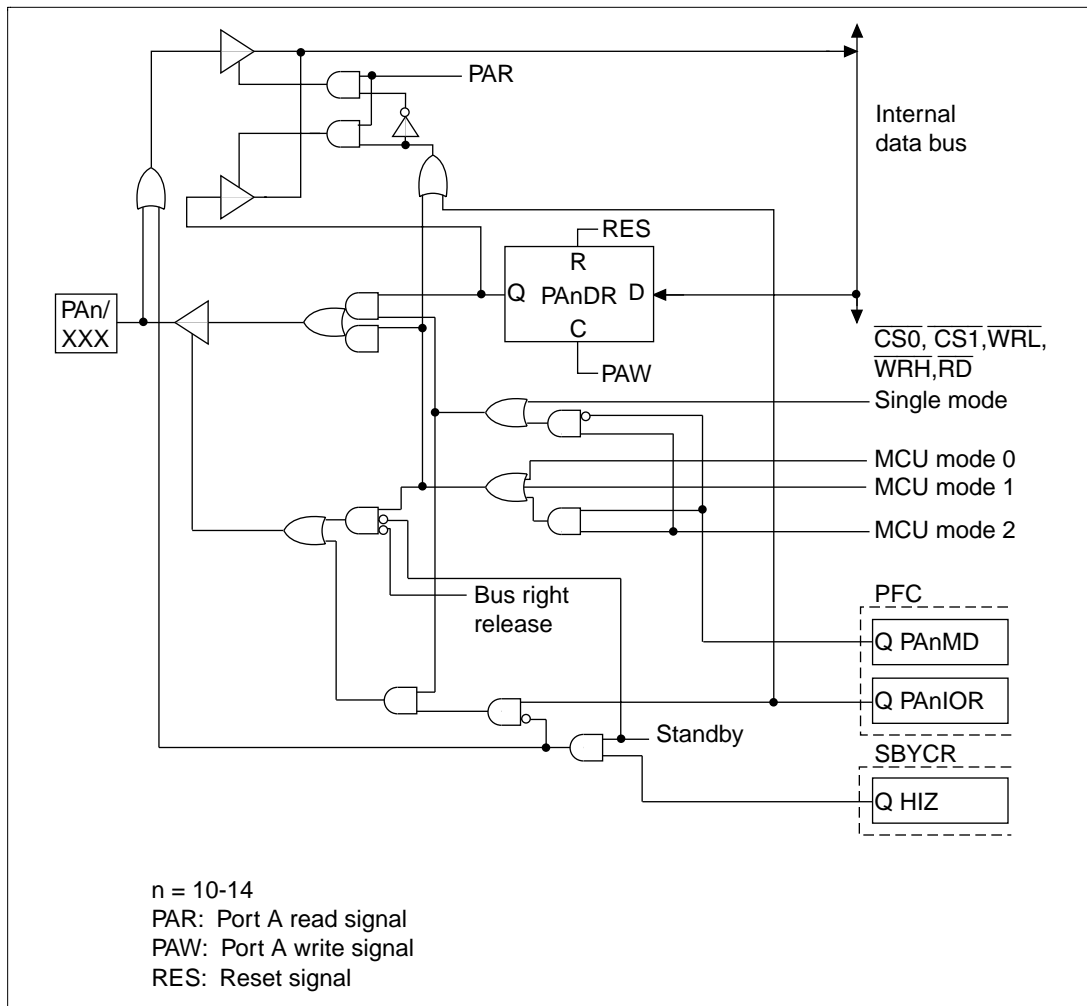 PAR
Internal
data bus
RES
R
Q PAnDR D
C
PAn/
XXX
PAW
CS0, CS1,WRL,
WRH,RD
Single mode
MCU mode 0
MCU mode 1
MCU mode 2
Bus right
release
PFC
Q PAnMD
Q PAnIOR
Standby
SBYCR
Q HIZ
n = 10-14
PAR: Port A read signal
PAW: Port A write signal
RES: Reset signal